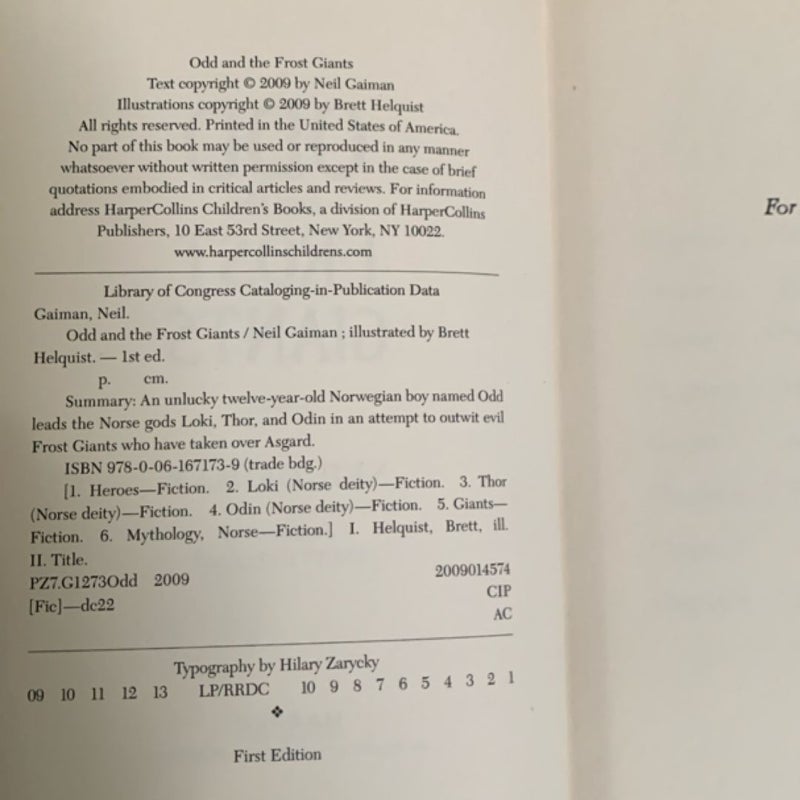 Odd and the Frost Giants
Text copyright © 2009 by Neil Gaiman
Illustrations copyright © 2009 by Brett Helquist
All rights reserved. Printed in the United States of America.
No part of this book may be used or reproduced in any manner
whatsoever without written permission except in the case of brief
quotations embodied in critical articles and reviews. For information
address HarperCollins Children's Books, a division of HarperCollins
Publishers, 10 East 53rd Street, New York, NY 10022.
www.harpercollinschildrens.com
Library of Congress Cataloging-in-Publication Data
Gaiman, Neil.
Odd and the Frost Giants / Neil Gaiman ; illustrated by Brett
Helquist. — 1st ed.
p. cm.
Summary: An unlucky twelve-year-old Norwegian boy named Odd
leads the Norse gods Loki, Thor, and Odin in an attempt to outwit evil
Frost Giants who have taken over Asgard.
ISBN 978-0-06-167173-9 (trade bdg.)
[1. Heroes—Fiction. 2. Loki (Norse deity)—Fiction. 3. Thor
(Norse deity)—Fiction. 4. Odin (Norse deity)—Fiction. 5. Giants—
Fiction. 6. Mythology, Norse—Fiction.] I. Helquist, Brett, ill.
II. Title.
PZ7.G1273Odd 2009 2009014574
[Fic]—dc22 CIP
AC
Typography by Hilary Zarycky
09 10 11 12 13 LP/RRDC 10 9 8 7 6 5 4 3 2 1
❖
First Edition
For